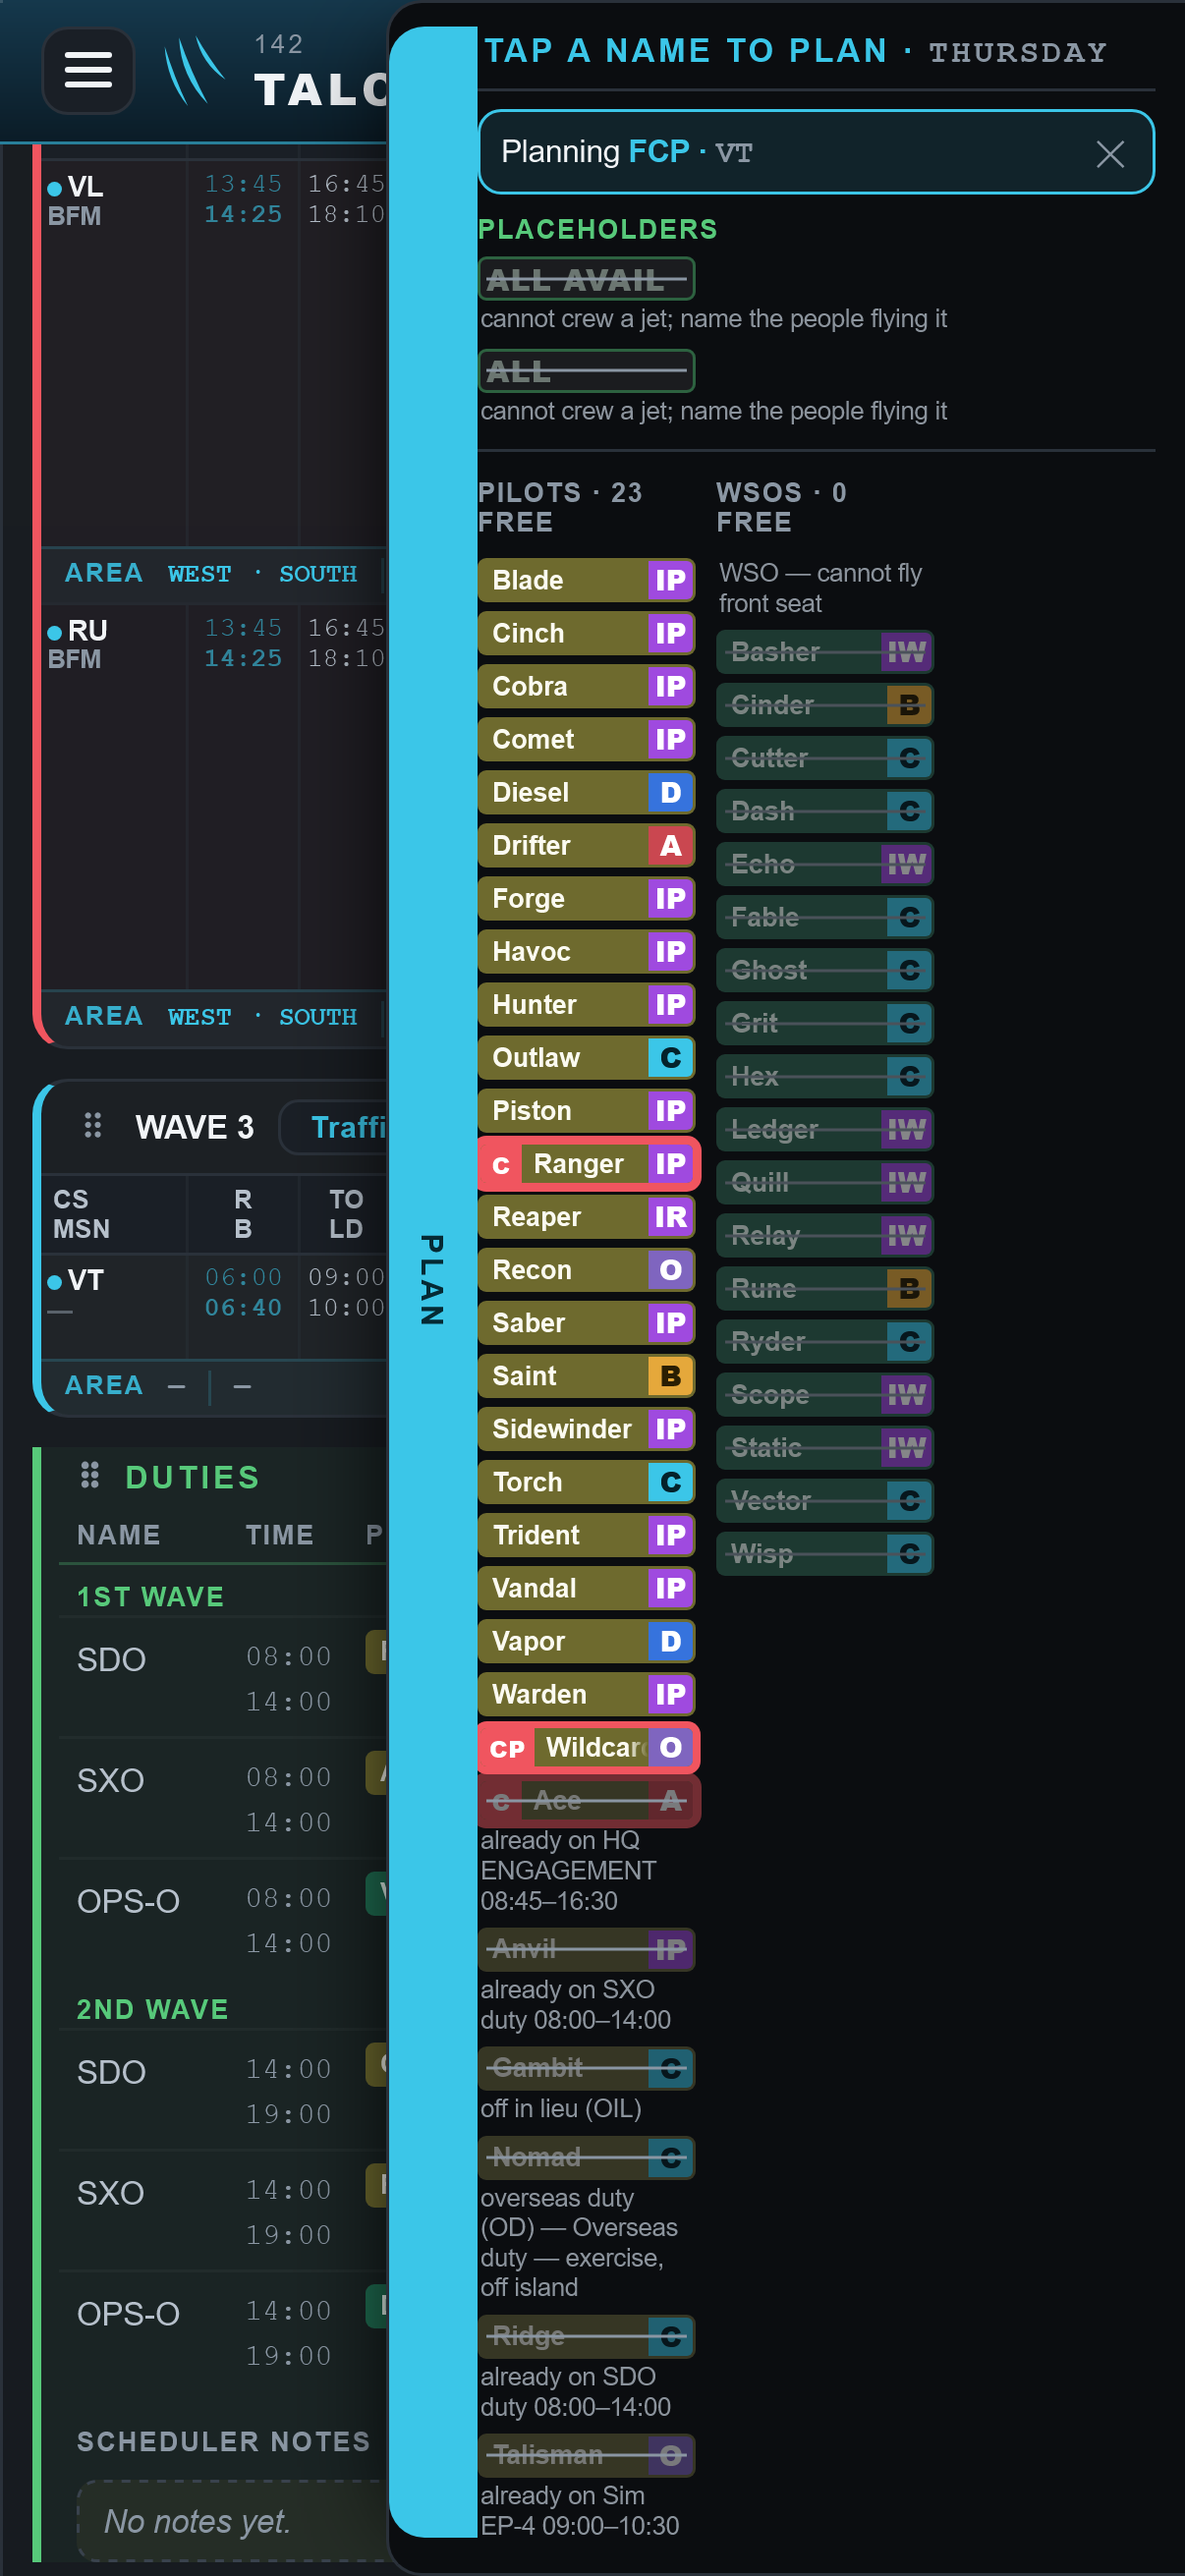 142
TALO
VL 13:45 16:45
BFM 14:25 18:10
AREA WEST · SOUTH
RU 13:45 16:45
BFM 14:25 18:10
AREA WEST · SOUTH
WAVE 3 Traffi
CS R TO
MSN B LD
VT 06:00 09:00
— 06:40 10:00
AREA — | —
DUTIES
NAME TIME P
1ST WAVE
SDO 08:00
14:00
SXO 08:00
14:00
OPS-O 08:00
14:00
2ND WAVE
SDO 14:00
19:00
SXO 14:00
19:00
OPS-O 14:00
19:00
SCHEDULER NOTES
No notes yet.
PLAN
TAP A NAME TO PLAN · THURSDAY
Planning FCP · VT
PLACEHOLDERS
ALL AVAIL
cannot crew a jet; name the people flying it
ALL
cannot crew a jet; name the people flying it
PILOTS · 23
FREE
Blade IP
Cinch IP
Cobra IP
Comet IP
Diesel D
Drifter A
Forge IP
Havoc IP
Hunter IP
Outlaw C
Piston IP
C Ranger IP
Reaper IR
Recon O
Saber IP
Saint B
Sidewinder IP
Torch C
Trident IP
Vandal IP
Vapor D
Warden IP
CP Wildcard O
C Ace A
already on HQ
ENGAGEMENT
08:45–16:30
Anvil IP
already on SXO
duty 08:00–14:00
Gambit C
off in lieu (OIL)
Nomad C
overseas duty
(OD) — Overseas
duty — exercise,
off island
Ridge C
already on SDO
duty 08:00–14:00
Talisman O
already on Sim
EP-4 09:00–10:30
WSOS · 0
FREE
WSO — cannot fly
front seat
Basher IW
Cinder B
Cutter C
Dash C
Echo IW
Fable C
Ghost C
Grit C
Hex C
Ledger IW
Quill IW
Relay IW
Rune B
Ryder C
Scope IW
Static IW
Vector C
Wisp C